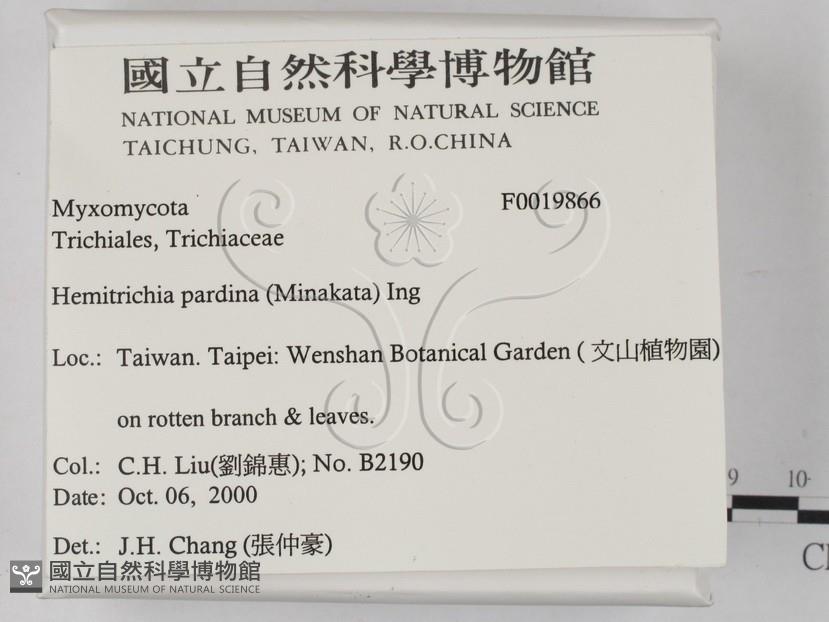 國立自然科學博物館
NATIONAL MUSEUM OF NATURAL SCIENCE
TAICHUNG, TAIWAN, R.O.CHINA
Myxomycota F0019866
Trichiales, Trichiaceae
Hemitrichia pardina (Minakata) Ing
Loc.: Taiwan. Taipei: Wenshan Botanical Garden ( 文山植物園)
on rotten branch & leaves.
Col.: C.H. Liu(劉錦惠); No. B2190
Date: Oct. 06, 2000
Det.: J.H. Chang (張仲豪)
國立自然科學博物館
NATIONAL MUSEUM OF NATURAL SCIENCE
9 10